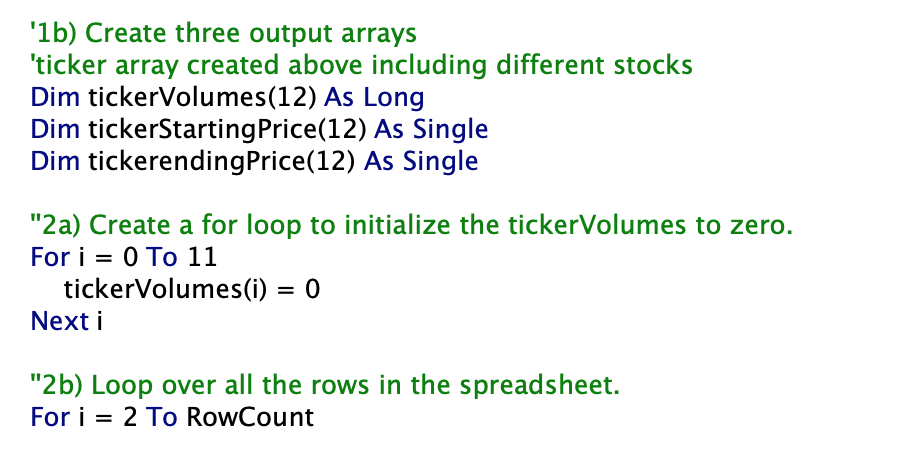 '1b) Create three output arrays
'ticker array created above including different stocks
Dim tickerVolumes(12) As Long
Dim tickerStartingPrice(12) As Single
Dim tickerendingPrice(12) As Single
''2a) Create a for loop to initialize the tickerVolumes to zero.
For i = 0 To 11
tickerVolumes(i) = 0
Next i
''2b) Loop over all the rows in the spreadsheet.
For i = 2 To RowCount